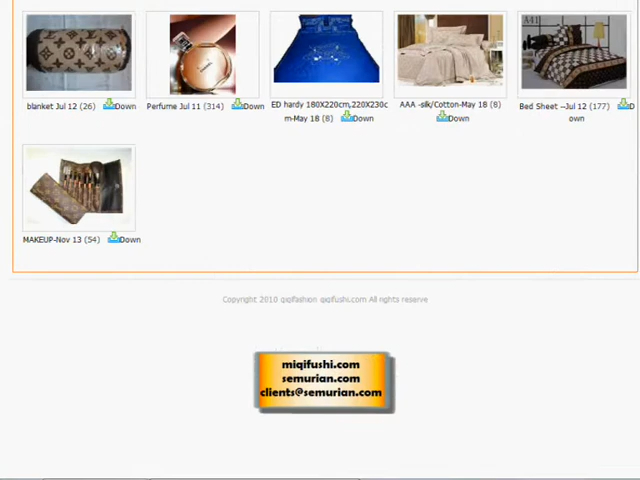 blanket Jul 12 (26) Down
Perfume Jul 11 (314) Down
ED hardy 180X220cm,220X230c
m-May 18 (8) Down
AAA -silk/Cotton-May 18 (8)
Down
A41
Bed Sheet --Jul 12 (177) D
own
MAKEUP-Nov 13 (54) Down
Copyright 2010 qiqifashion qiqifushi.com All rights reserve
miqifushi.com
semurian.com
clients@semurian.com